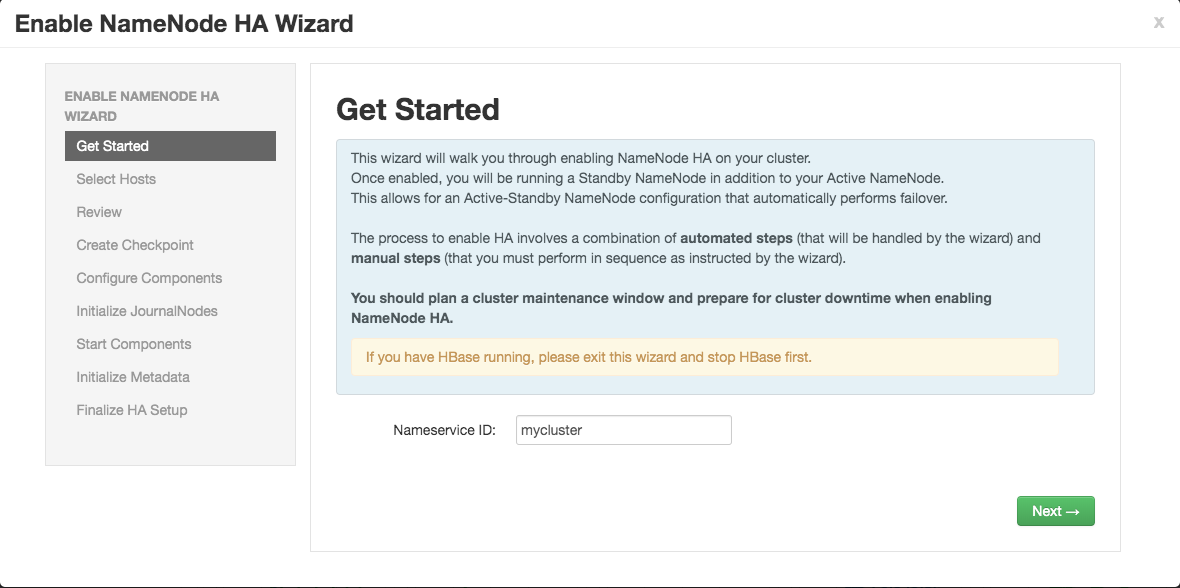 Enable NameNode HA Wizard
x
ENABLE NAMENODE HA
WIZARD
Get Started
Select Hosts
Review
Create Checkpoint
Configure Components
Initialize JournalNodes
Start Components
Initialize Metadata
Finalize HA Setup
Get Started
This wizard will walk you through enabling NameNode HA on your cluster.
Once enabled, you will be running a Standby NameNode in addition to your Active NameNode.
This allows for an Active-Standby NameNode configuration that automatically performs failover.
The process to enable HA involves a combination of automated steps (that will be handled by the wizard) and
manual steps (that you must perform in sequence as instructed by the wizard).
You should plan a cluster maintenance window and prepare for cluster downtime when enabling
NameNode HA.
If you have HBase running, please exit this wizard and stop HBase first.
Nameservice ID: mycluster
Next →